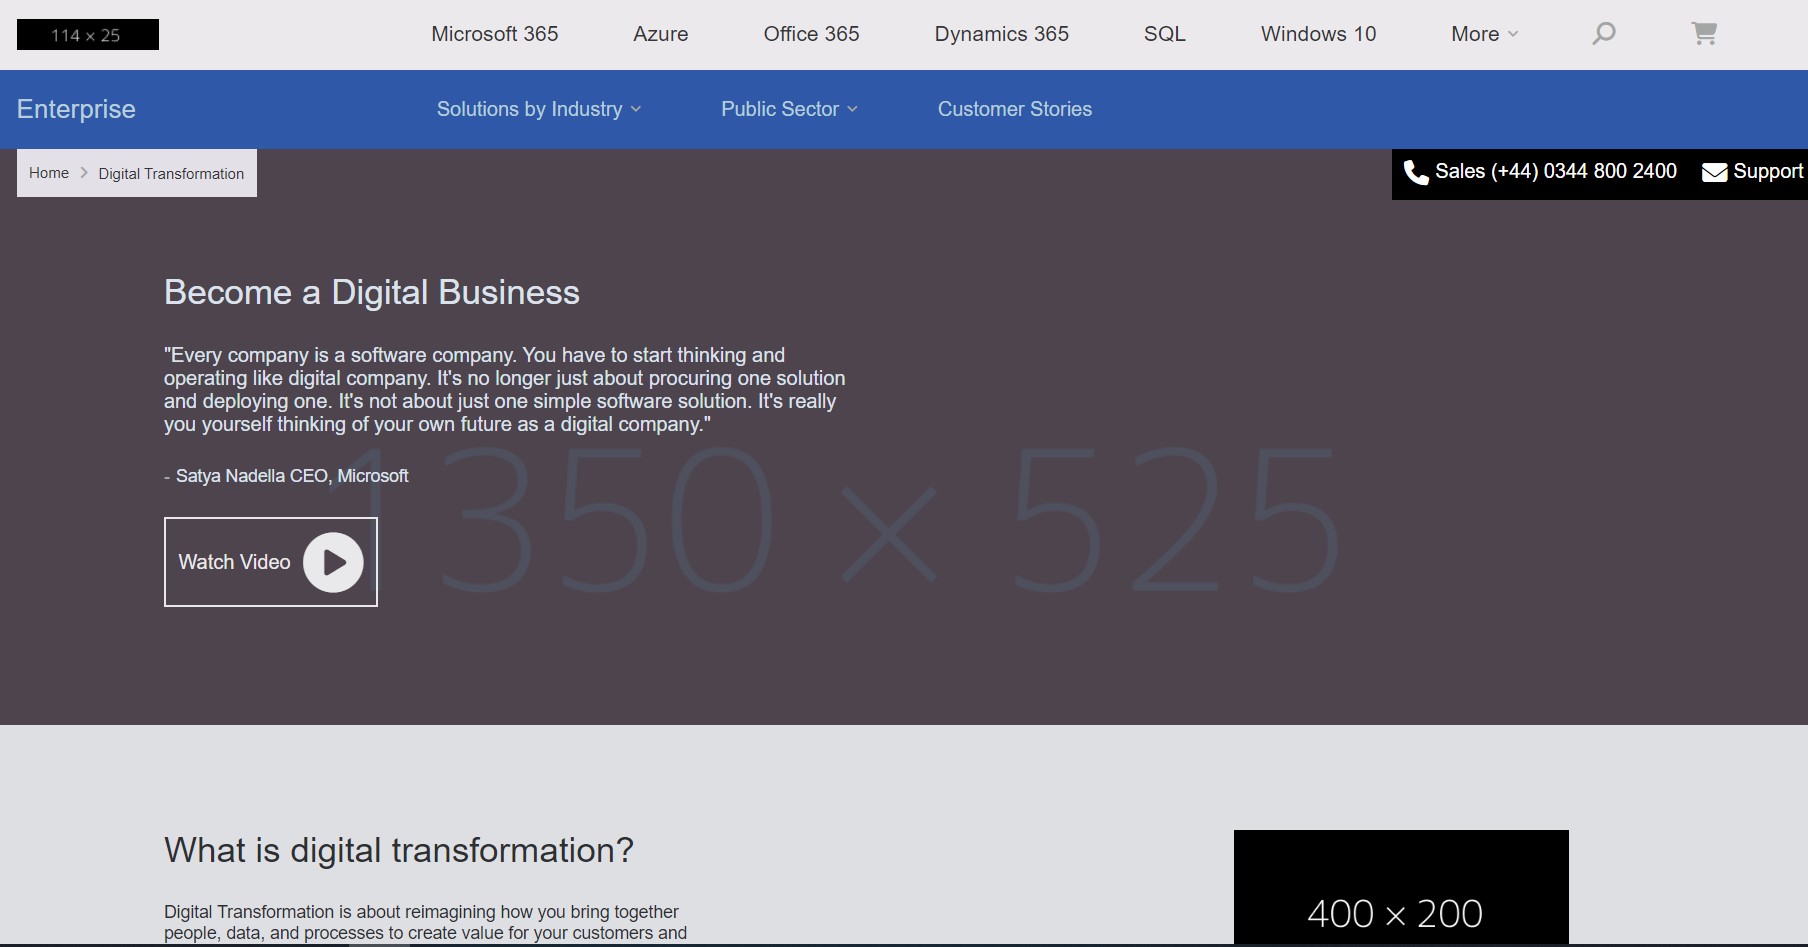 114 × 25
Microsoft 365
Azure
Office 365
Dynamics 365
SQL
Windows 10
More
Enterprise
Solutions by Industry
Public Sector
Customer Stories
Home
Digital Transformation
Sales (+44) 0344 800 2400
Support
Become a Digital Business
"Every company is a software company. You have to start thinking and
operating like digital company. It's no longer just about procuring one solution
and deploying one. It's not about just one simple software solution. It's really
you yourself thinking of your own future as a digital company."
- Satya Nadella CEO, Microsoft
1350 × 525
Watch Video
What is digital transformation?
Digital Transformation is about reimagining how you bring together
people, data, and processes to create value for your customers and
400 × 200